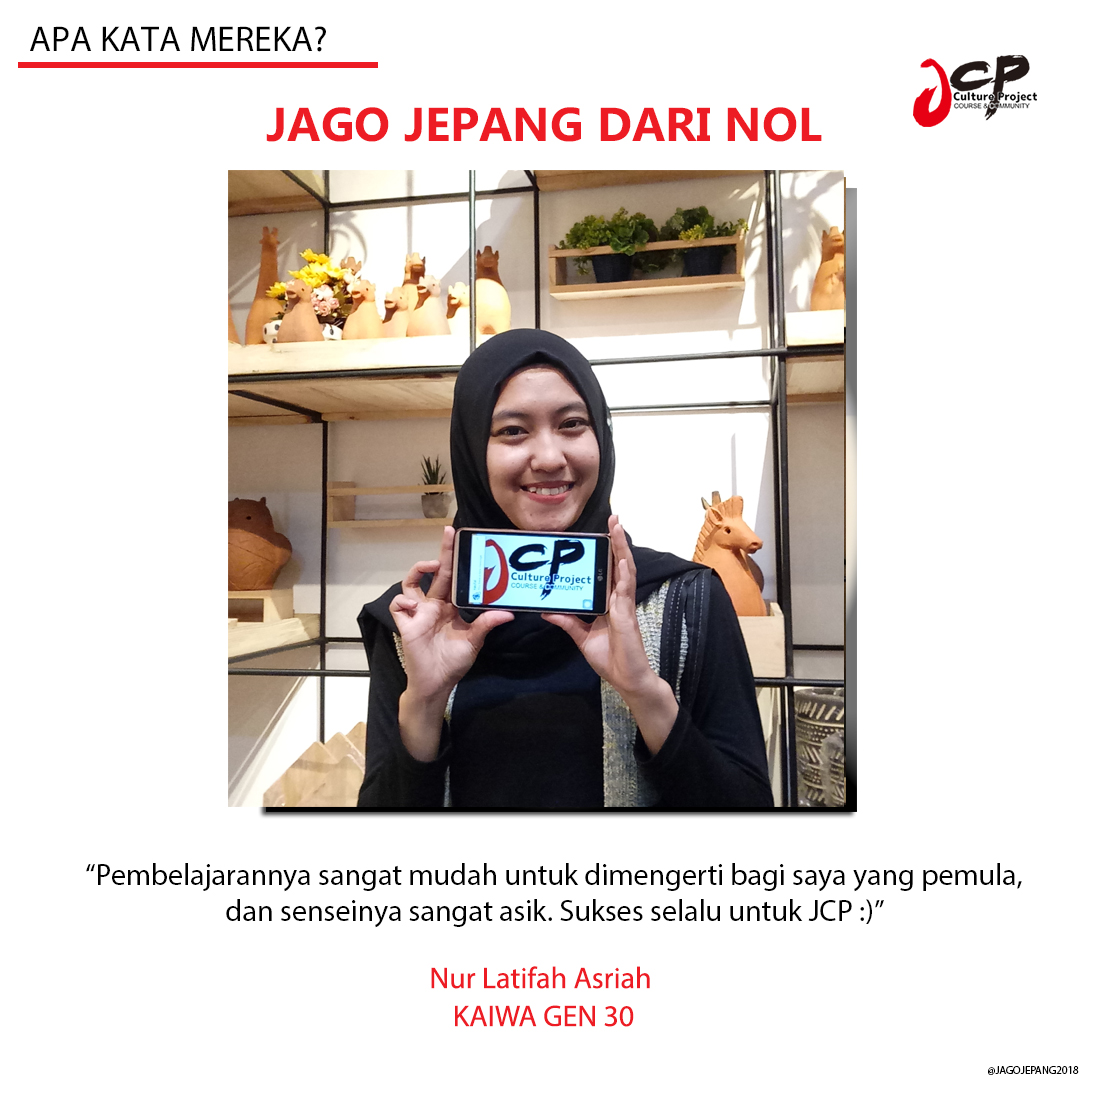 APA KATA MEREKA?
JCP
Culture Project
COURSE & COMMUNITY
JAGO JEPANG DARI NOL
JCP
Culture Project
COURSE & COMMUNITY
LG
“Pembelajarannya sangat mudah untuk dimengerti bagi saya yang pemula,
dan senseinya sangat asik. Sukses selalu untuk JCP :)”
Nur Latifah Asriah
KAIWA GEN 30
@JAGOJEPANG2018